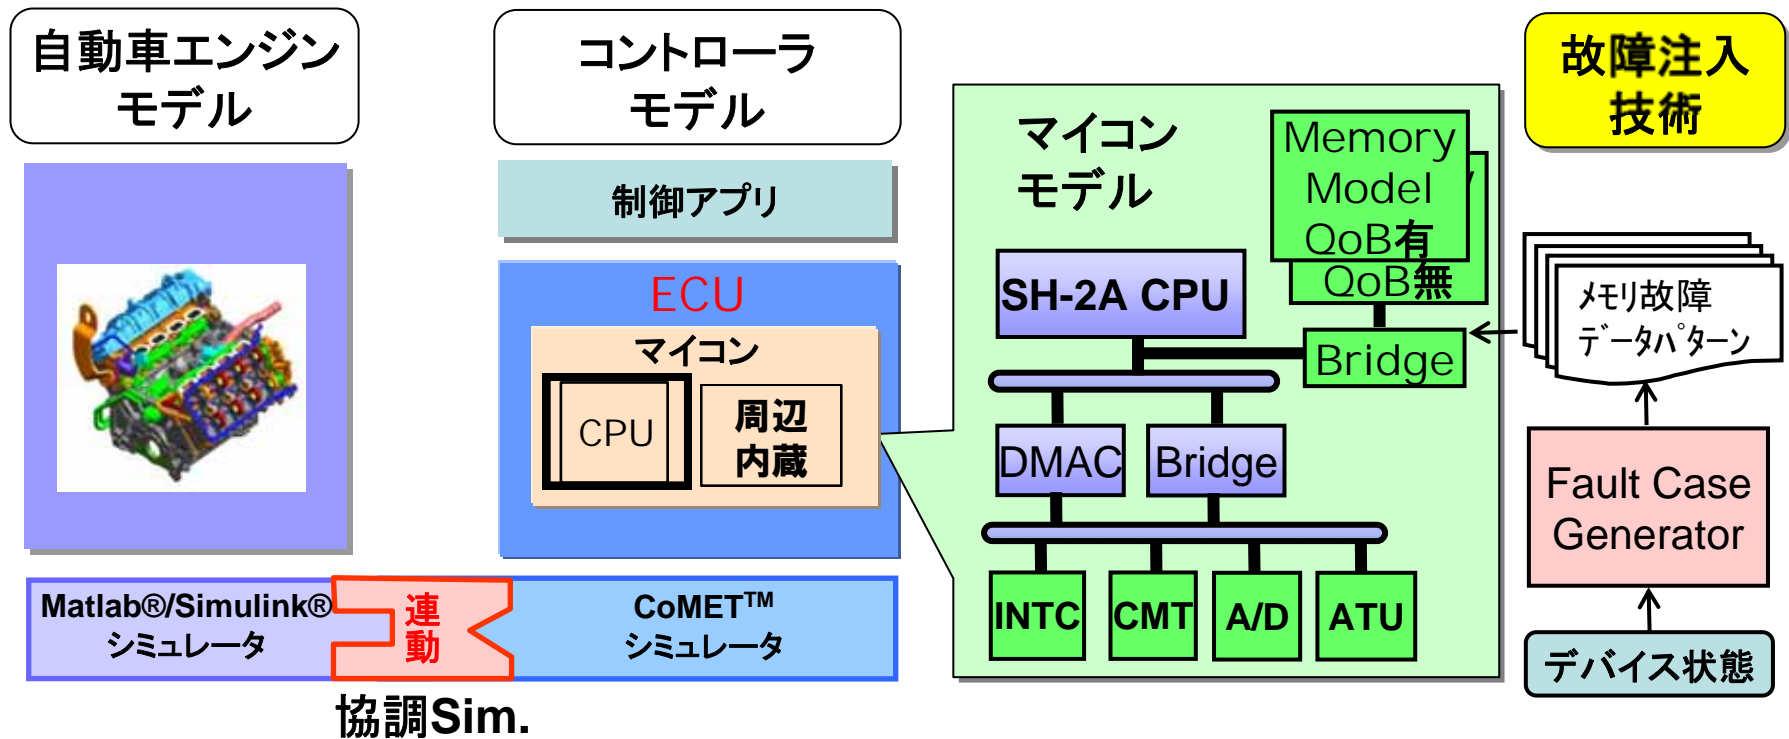 自動車エンジン
モデル
コントローラ
モデル
制御アプリ
ECU
マイコン
CPU
周辺
内蔵
Matlab®/Simulink®
シミュレータ
連
動
CoMET™
シミュレータ
協調Sim.
マイコン
モデル
Memory
Model
QoB有
QoB無
SH-2A CPU
Bridge
DMAC
Bridge
INTC
CMT
A/D
ATU
故障注入
技術
メモリ故障
データパターン
Fault Case
Generator
デバイス状態